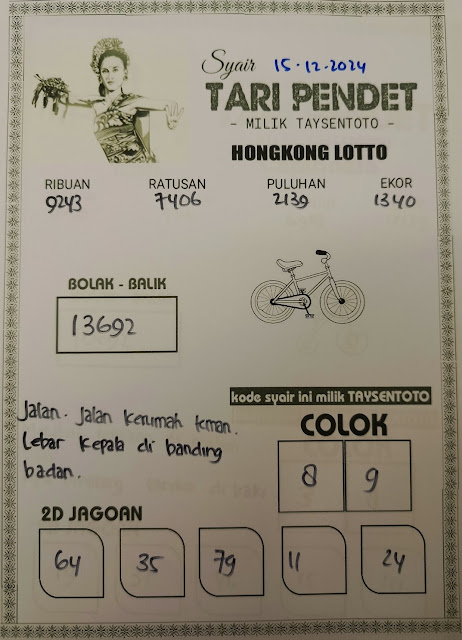 Syair 15-12-2024
TARI PENDET
- MILIK TAYSENTOTO -
HONGKONG LOTTO
RIBUAN RATUSAN PULUHAN EKOR
9243 7406 2139 1340
BOLAK - BALIK
13692
kode syair ini milik TAYSENTOTO
Jalan. Jalan kerumah teman.
Lebar kepala di banding
badan.
COLOK
8 9
2D JAGOAN
64 35 79 11 24